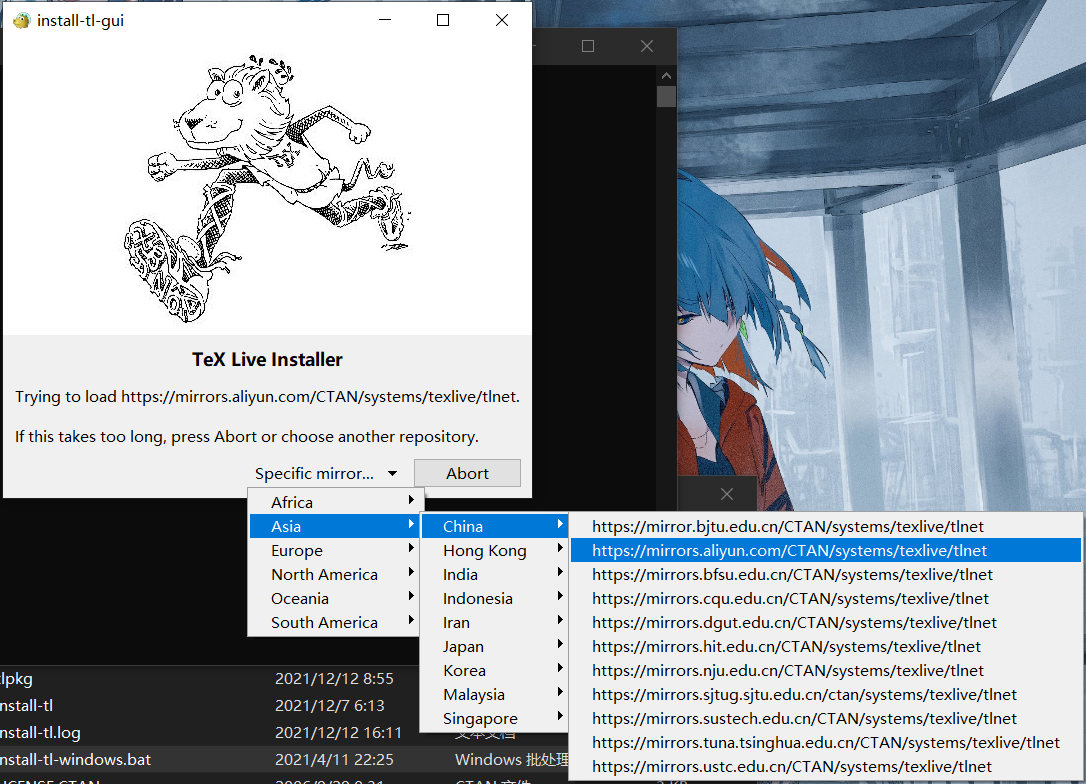 install-tl-gui
TeX Live Installer
Trying to load https://mirrors.aliyun.com/CTAN/systems/texlive/tlnet.
If this takes too long, press Abort or choose another repository.
Specific mirror...
Abort
Africa
Asia
Europe
North America
Oceania
South America
China
Hong Kong
India
Indonesia
Iran
Japan
Korea
Malaysia
Singapore
https://mirror.bjtu.edu.cn/CTAN/systems/texlive/tlnet
https://mirrors.aliyun.com/CTAN/systems/texlive/tlnet
https://mirrors.bfsu.edu.cn/CTAN/systems/texlive/tlnet
https://mirrors.cqu.edu.cn/CTAN/systems/texlive/tlnet
https://mirrors.dgut.edu.cn/CTAN/systems/texlive/tlnet
https://mirrors.hit.edu.cn/CTAN/systems/texlive/tlnet
https://mirrors.nju.edu.cn/CTAN/systems/texlive/tlnet
https://mirrors.sjtug.sjtu.edu.cn/ctan/systems/texlive/tlnet
https://mirrors.sustech.edu.cn/CTAN/systems/texlive/tlnet
https://mirrors.tuna.tsinghua.edu.cn/CTAN/systems/texlive/tlnet
https://mirrors.ustc.edu.cn/CTAN/systems/texlive/tlnet
lpkg 2021/12/12 8:55
nstall-tl 2021/12/7 6:13
nstall-tl.log 2021/12/12 16:11 文本文档
nstall-tl-windows.bat 2021/4/11 22:25 Windows 批处理